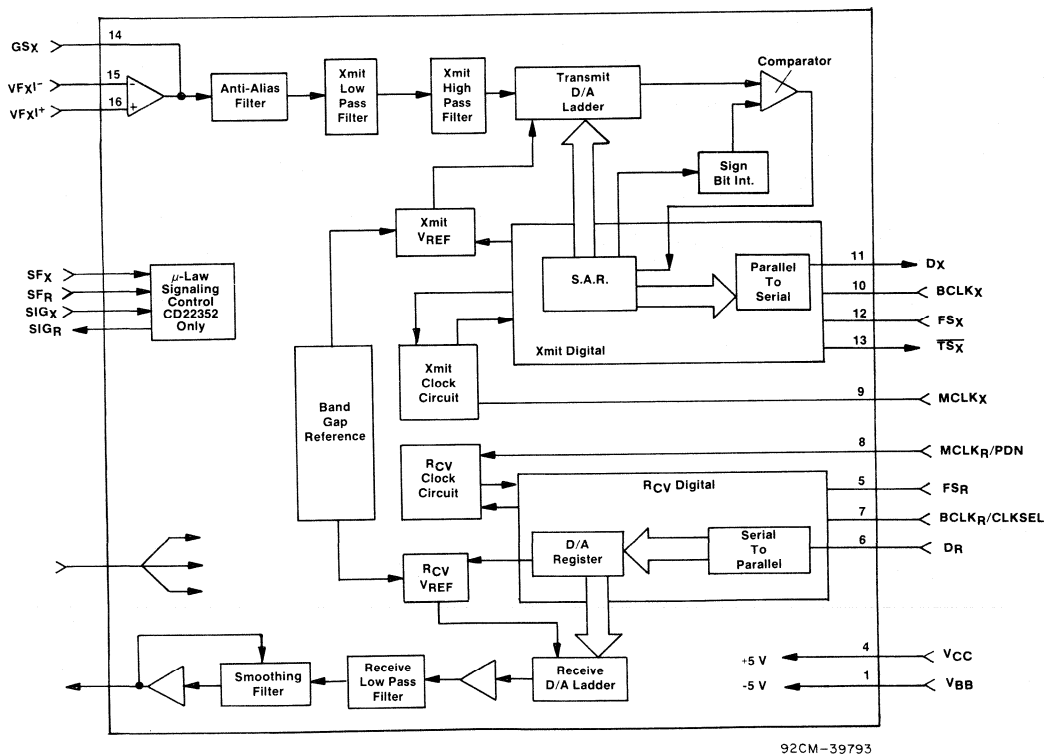 GSX
14
VFXI-
15
-
VFXI+
16
+
Anti-Alias
Filter
Xmit
Low
Pass
Filter
Xmit
High
Pass
Filter
Transmit
D/A
Ladder
Comparator
Sign
Bit Int.
Xmit
VREF
SFX
SFR
SIGX
SIGR
μ-Law
Signaling
Control
CD22352
Only
S.A.R.
Parallel
To
Serial
Xmit Digital
11
DX
10
BCLKX
12
FSX
13
TSX
Xmit
Clock
Circuit
9
MCLKX
Band
Gap
Reference
8
MCLKR/PDN
RCV
Clock
Circuit
RCV Digital
5
FSR
7
BCLKR/CLKSEL
6
DR
D/A
Register
Serial
To
Parallel
RCV
VREF
Smoothing
Filter
Receive
Low Pass
Filter
Receive
D/A Ladder
+5 V
4
VCC
-5 V
1
VBB
92CM-39793